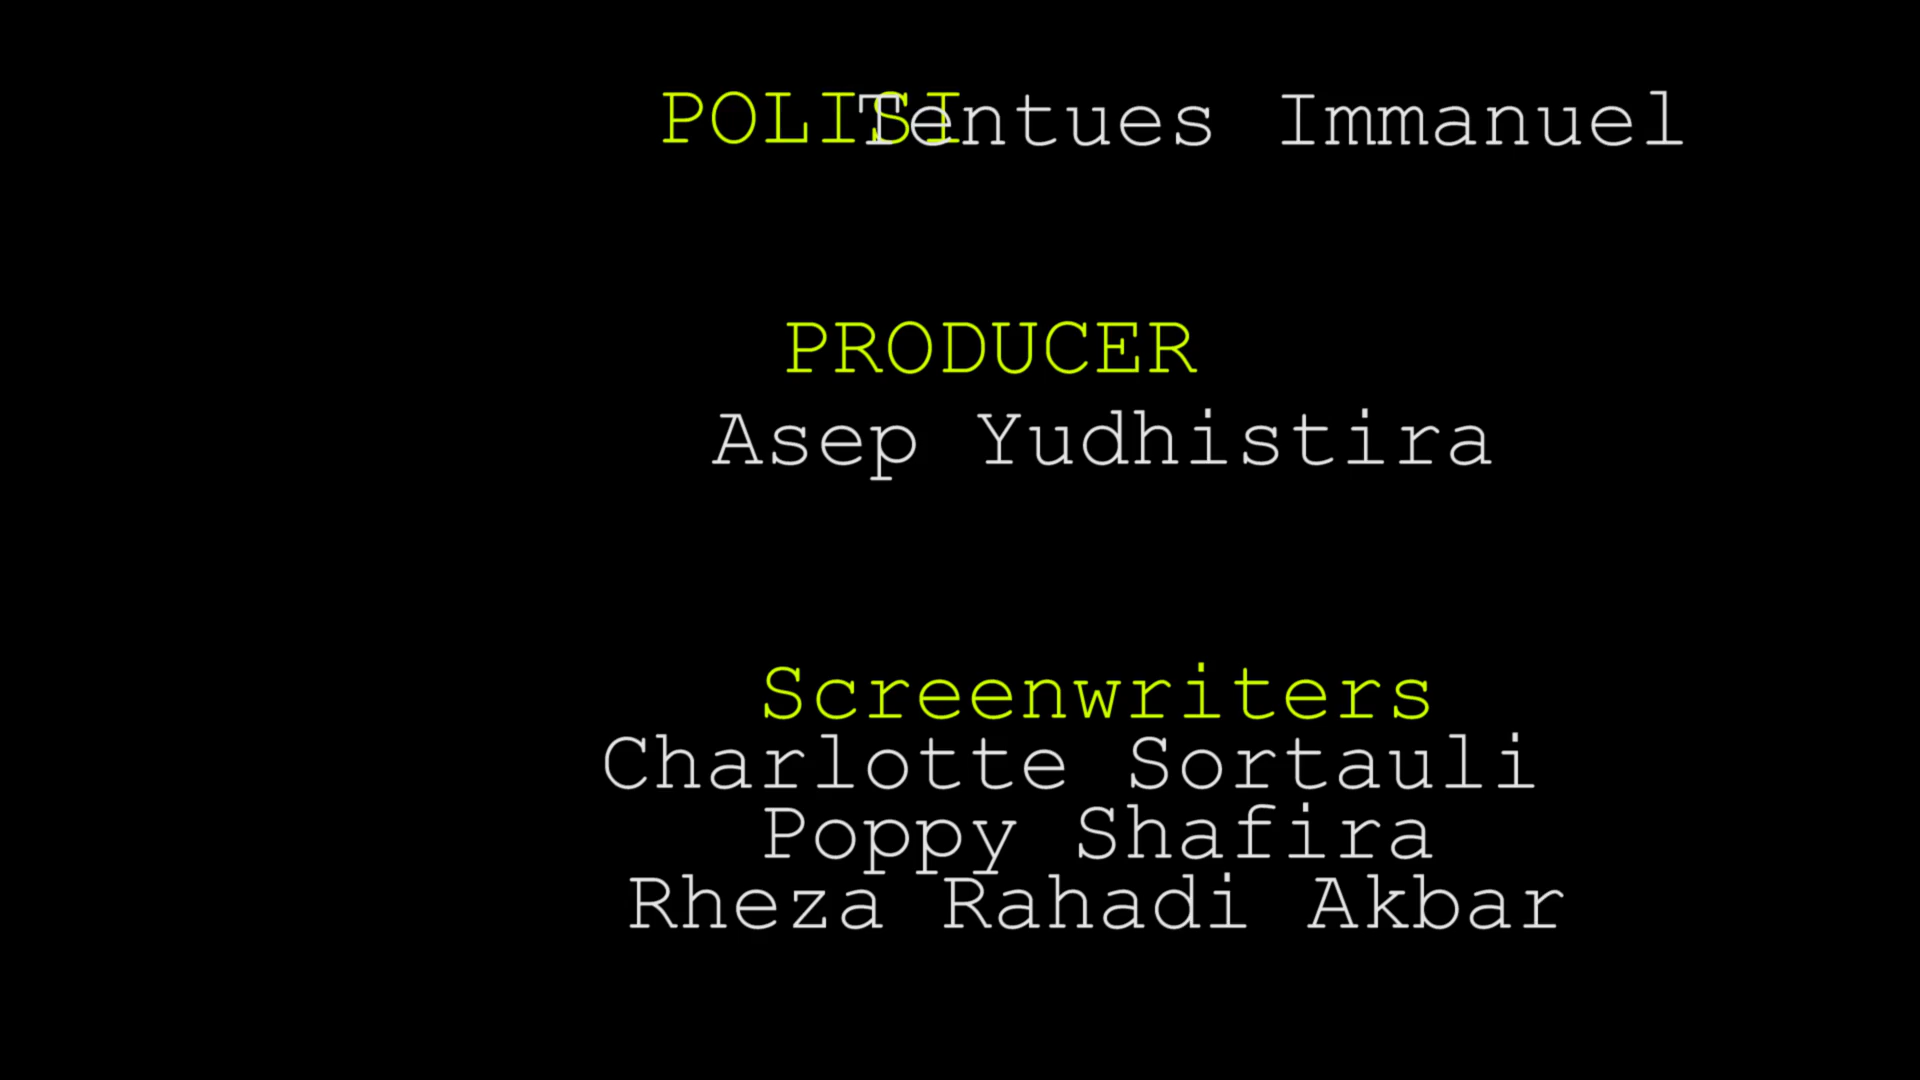 POLISI Tentues Immanuel
PRODUCER
Asep Yudhistira
Screenwriters
Charlotte Sortauli
Poppy Shafira
Rheza Rahadi Akbar